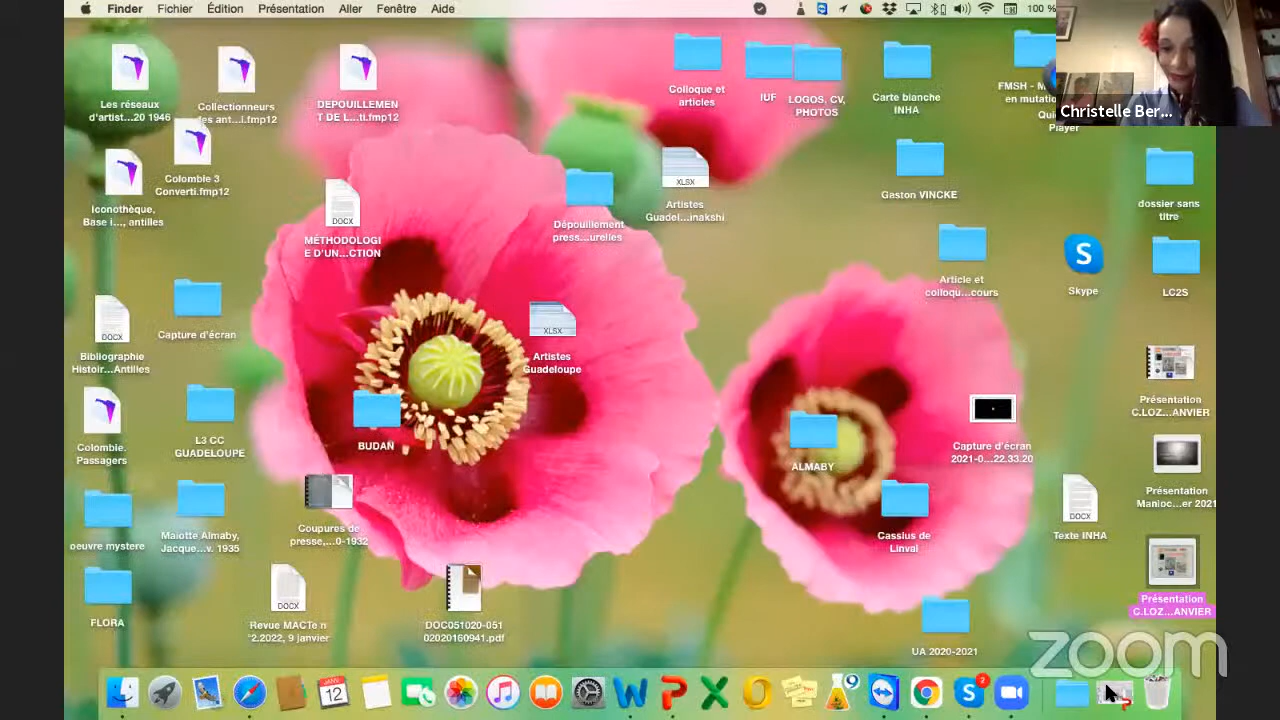 Finder Fichier Édition Présentation Aller Fenêtre Aide
100 %
Christelle Ber...
Les réseaux
d'artist...20 1946
Collectionneurs
DEPOUILLEMEN
T DE L...ti.fmp12
Colloque et
articles
IUF
LOGOS, CV,
PHOTOS
Carte blanche
INHA
FMSH - M
en mutatio
Player
Colombie 3
Converti.fmp12
Iconothèque,
Base i..., antilles
DOCX
MÉTHODOLOGI
E D'UN...CTION
Dépouillement
press...urelles
XLSX
Artistes
Guadel...inakshi
Gaston VINCKE
dossier sans
titre
Article et
colloqu...cours
S
Skype
LC2S
DOCX
Bibliographie
Histoir...Antilles
Capture d'écran
XLSX
Artistes
Guadeloupe
Présentation
C.LOZ...ANVIER
Colombie.
Passagers
L3 CC
GUADELOUPE
BUDAN
ALMABY
Capture d'écran
2021-0...22.33.20
Présentation
Manioc...er 2021
oeuvre mystere
Maiotte Almaby,
Jacque...v. 1935
Coupures de
presse,...0-1932
Cassius de
Linval
DOCX
Texte INHA
FLORA
DOCX
Revue MACTe n
°2.2022, 9 janvier
DOC051020-051
02020160941.pdf
UA 2020-2021
Présentation
C.LOZ...ANVIER
zoom
JANV
12
W
P
X
O
9
S
2